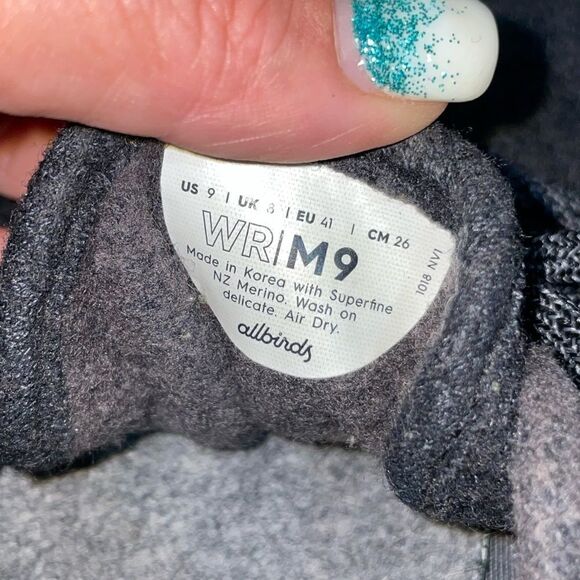 US 9 | UK 8 | EU 41 | CM 26
WR|M9
Made in Korea with Superfine
NZ Merino. Wash on
delicate. Air Dry.
allbirds
1018 NV1